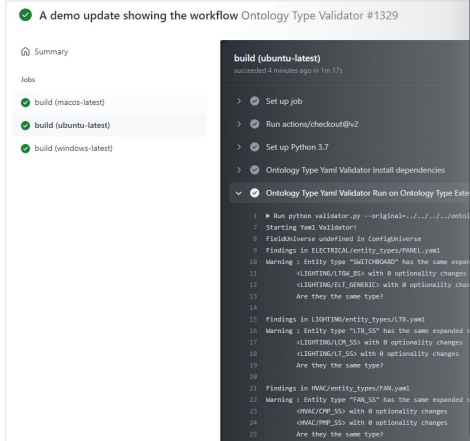 A demo update showing the workflow Ontology Type Validator #1329
Summary
Jobs
build (macos-latest)
build (ubuntu-latest)
build (windows-latest)
build (ubuntu-latest)
succeeded 4 minutes ago in 1m 17s
Set up job
Run actions/checkout@v2
Set up Python 3.7
Ontology Type Yaml Validator Install dependencies
Ontology Type Yaml Validator Run on Ontology Type Exte
1 ▶ Run python validator.py --original=../../../../ontol
7 Starting Yaml Validator!
8 FieldUniverse undefined in ConfigUniverse
9 Findings in ELECTRICAL/entity_types/PANEL.yaml
10 Warning : Entity type "SWITCHBOARD" has the same expan
11 <LIGHTING/LTGW_BS> with 0 optionality changes
12 <LIGHTING/ELT_GENERIC> with 0 optionality chan
13 Are they the same type?
14
15 Findings in LIGHTING/entity_types/LTB.yaml
16 Warning : Entity type "LTB_SS" has the same expanded s
17 <LIGHTING/LCM_SS> with 0 optionality changes
18 <LIGHTING/LT_SS> with 0 optionality changes
19 Are they the same type?
20
21 Findings in HVAC/entity_types/FAN.yaml
22 Warning : Entity type "FAN_SS" has the same expanded s
23 <HVAC/CMP_SS> with 0 optionality changes
24 <HVAC/PMP_SS> with 0 optionality changes
25 Are they the same type?